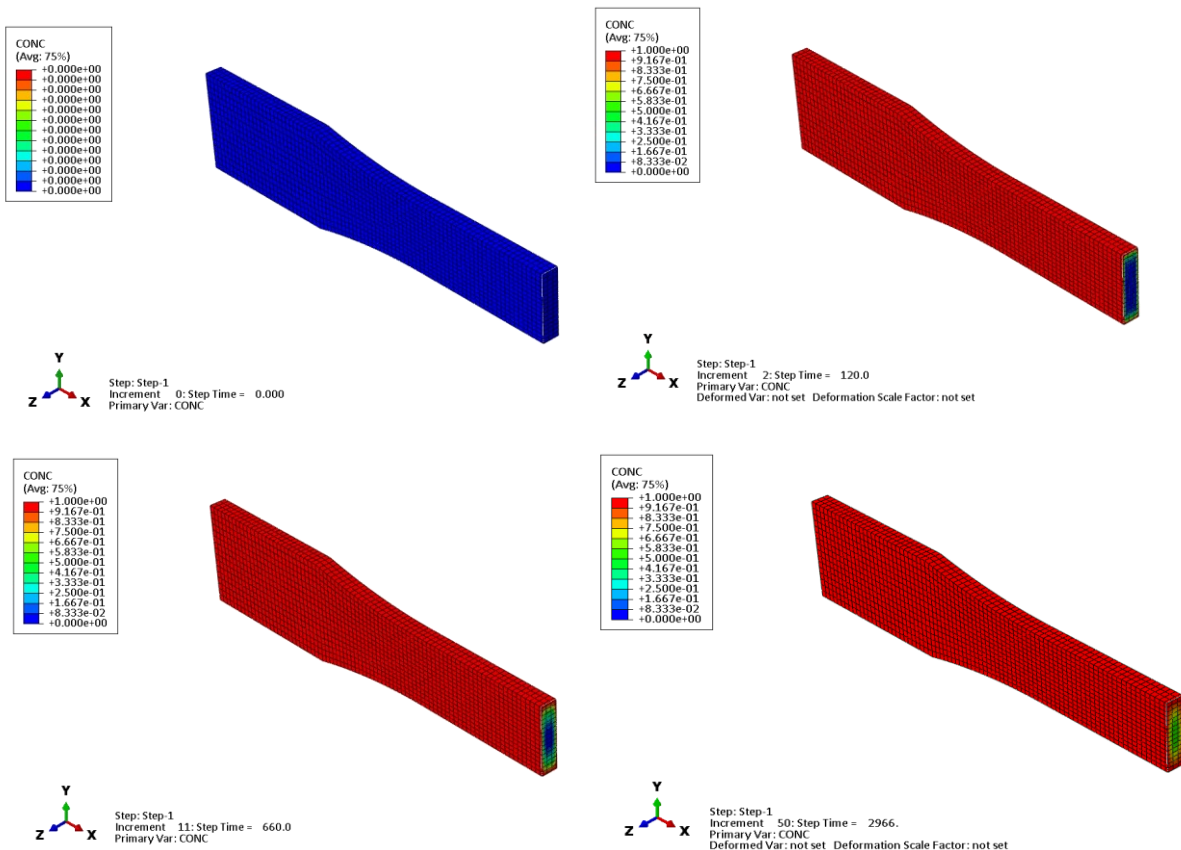 CONC
(Avg: 75%)
+0.000e+00
+0.000e+00
+0.000e+00
+0.000e+00
+0.000e+00
+0.000e+00
+0.000e+00
+0.000e+00
+0.000e+00
+0.000e+00
+0.000e+00
+0.000e+00
+0.000e+00
Y
Z
X
Step: Step-1
Increment 0: Step Time = 0.000
Primary Var: CONC
CONC
(Avg: 75%)
+1.000e+00
+9.167e-01
+8.333e-01
+7.500e-01
+6.667e-01
+5.833e-01
+5.000e-01
+4.167e-01
+3.333e-01
+2.500e-01
+1.667e-01
+8.333e-02
+0.000e+00
Y
Z
X
Step: Step-1
Increment 2: Step Time = 120.0
Primary Var: CONC
Deformed Var: not set Deformation Scale Factor: not set
CONC
(Avg: 75%)
+1.000e+00
+9.167e-01
+8.333e-01
+7.500e-01
+6.667e-01
+5.833e-01
+5.000e-01
+4.167e-01
+3.333e-01
+2.500e-01
+1.667e-01
+8.333e-02
+0.000e+00
Y
Z
X
Step: Step-1
Increment 11: Step Time = 660.0
Primary Var: CONC
CONC
(Avg: 75%)
+1.000e+00
+9.167e-01
+8.333e-01
+7.500e-01
+6.667e-01
+5.833e-01
+5.000e-01
+4.167e-01
+3.333e-01
+2.500e-01
+1.667e-01
+8.333e-02
+0.000e+00
Y
Z
X
Step: Step-1
Increment 50: Step Time = 2966.
Primary Var: CONC
Deformed Var: not set Deformation Scale Factor: not set